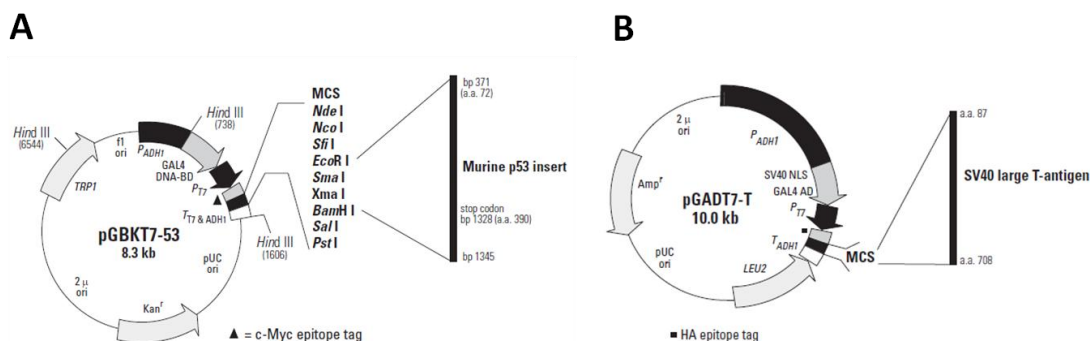 A
Hind III
(6544)
f1
ori
PADH1
Hind III
(738)
GAL4
DNA-BD
PT7
TRP1
TT7 & ADH1
Hind III
(1606)
pGBKT7-53
8.3 kb
pUC
ori
2 μ
ori
Kanr
▲ = c-Myc epitope tag
MCS
Nde I
Nco I
Sfi I
EcoR I
Sma I
Xma I
BamH I
Sal I
Pst I
bp 371
(a.a. 72)
Murine p53 insert
stop codon
bp 1328 (a.a. 390)
bp 1345
B
2 μ
ori
PADH1
Ampr
SV40 NLS
GAL4 AD
PT7
pGADT7-T
10.0 kb
TADH1
MCS
pUC
ori
LEU2
■ HA epitope tag
a.a. 87
SV40 large T-antigen
a.a. 708